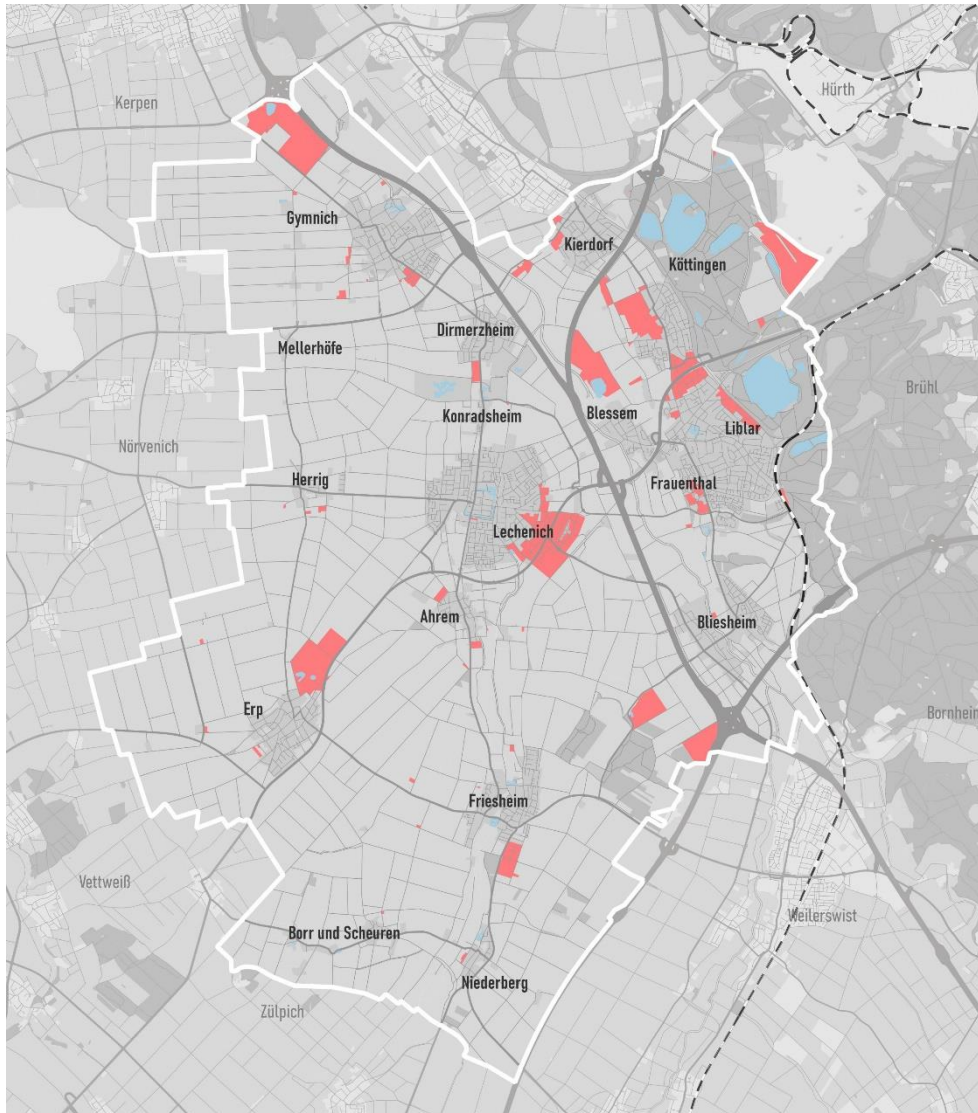 Hürth
Kerpen
Gymnich
Kierdorf
Köttingen
Dirmerzheim
Mellerhöfe
Brühl
Konradsheim
Blessem
Liblar
Nörvenich
Herrig
Frauenthal
Lechenich
Ahrem
Bliesheim
Erp
Bornheim
Friesheim
Vettweiß
Weilerswist
Borr und Scheuren
Niederberg
Zülpich